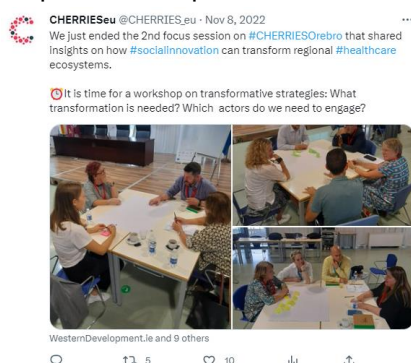 CHERRIESeu @CHERRIES_eu · Nov 8, 2022
We just ended the 2nd focus session on #CHERRIESOrebro that shared
insights on how #socialinnovation can transform regional #healthcare
ecosystems.
⏰It is time for a workshop on transformative strategies: What
transformation is needed? Which actors do we need to engage?
WesternDevelopment.ie and 9 others
5 10